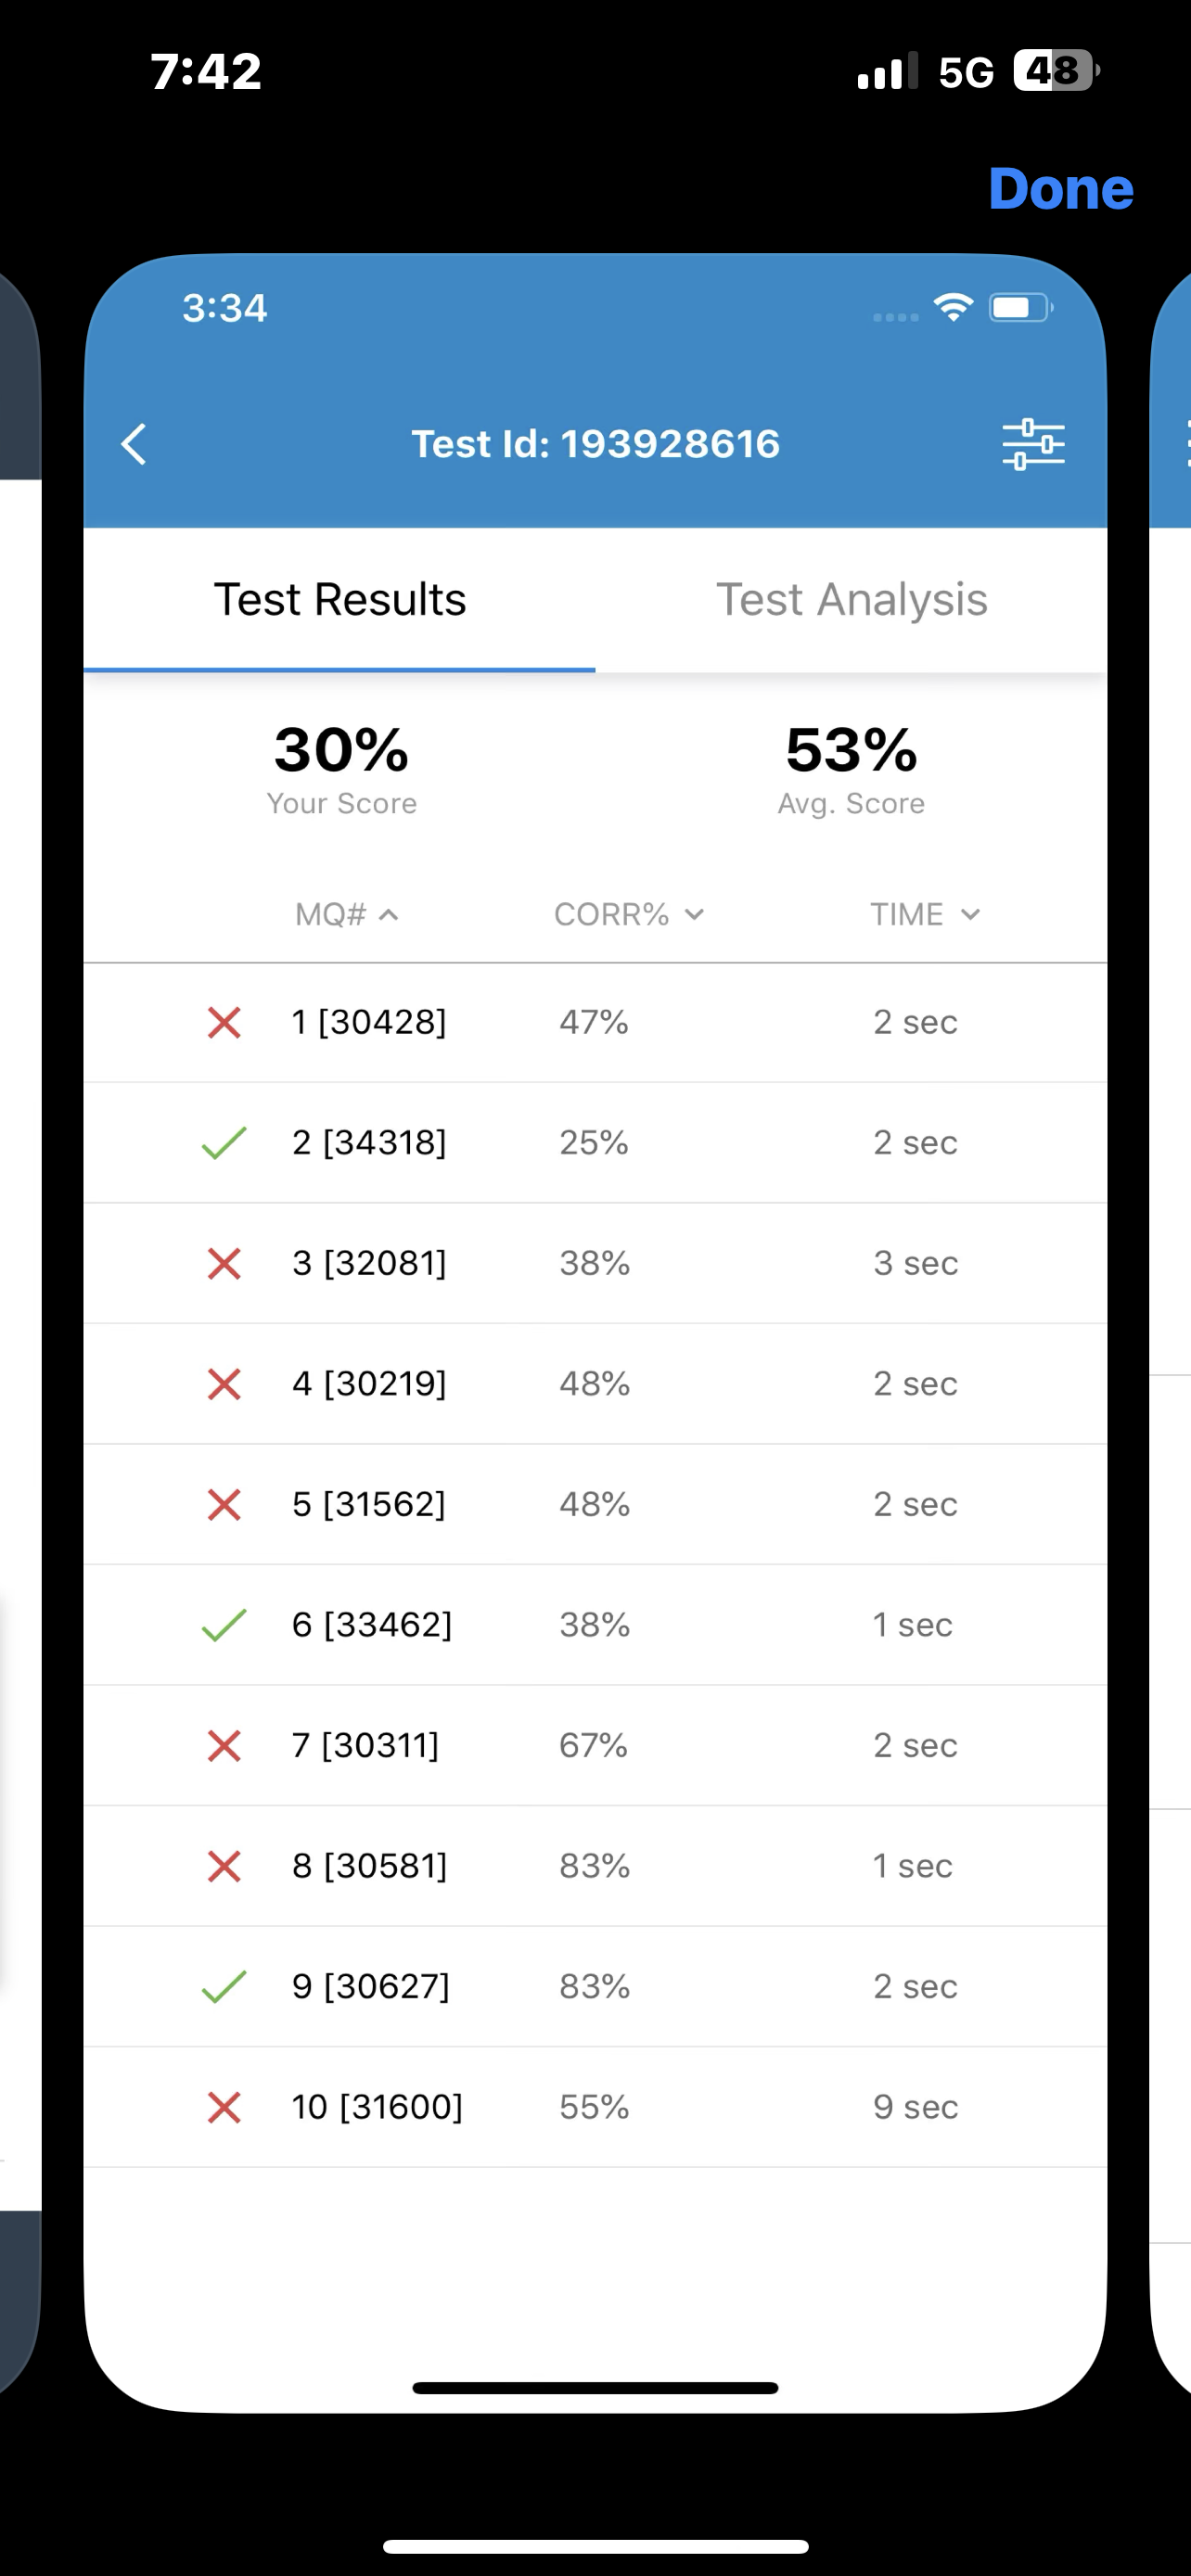 7:42 5G 48
Done
3:34
Test Id: 193928616
Test Results Test Analysis
30% 53%
Your Score Avg. Score
MQ# CORR% TIME
1 [30428] 47% 2 sec
2 [34318] 25% 2 sec
3 [32081] 38% 3 sec
4 [30219] 48% 2 sec
5 [31562] 48% 2 sec
6 [33462] 38% 1 sec
7 [30311] 67% 2 sec
8 [30581] 83% 1 sec
9 [30627] 83% 2 sec
10 [31600] 55% 9 sec